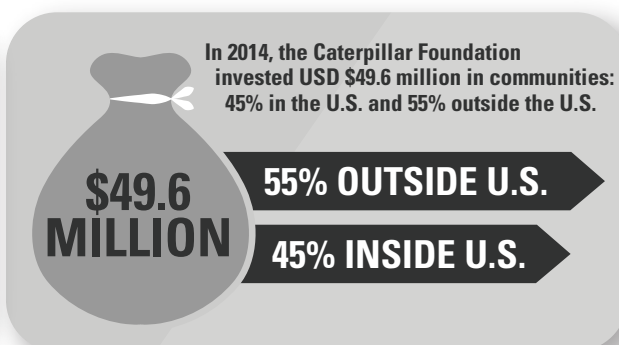 In 2014, the Caterpillar Foundation
invested USD $49.6 million in communities:
45% in the U.S. and 55% outside the U.S.
$49.6
MILLION
55% OUTSIDE U.S.
45% INSIDE U.S.